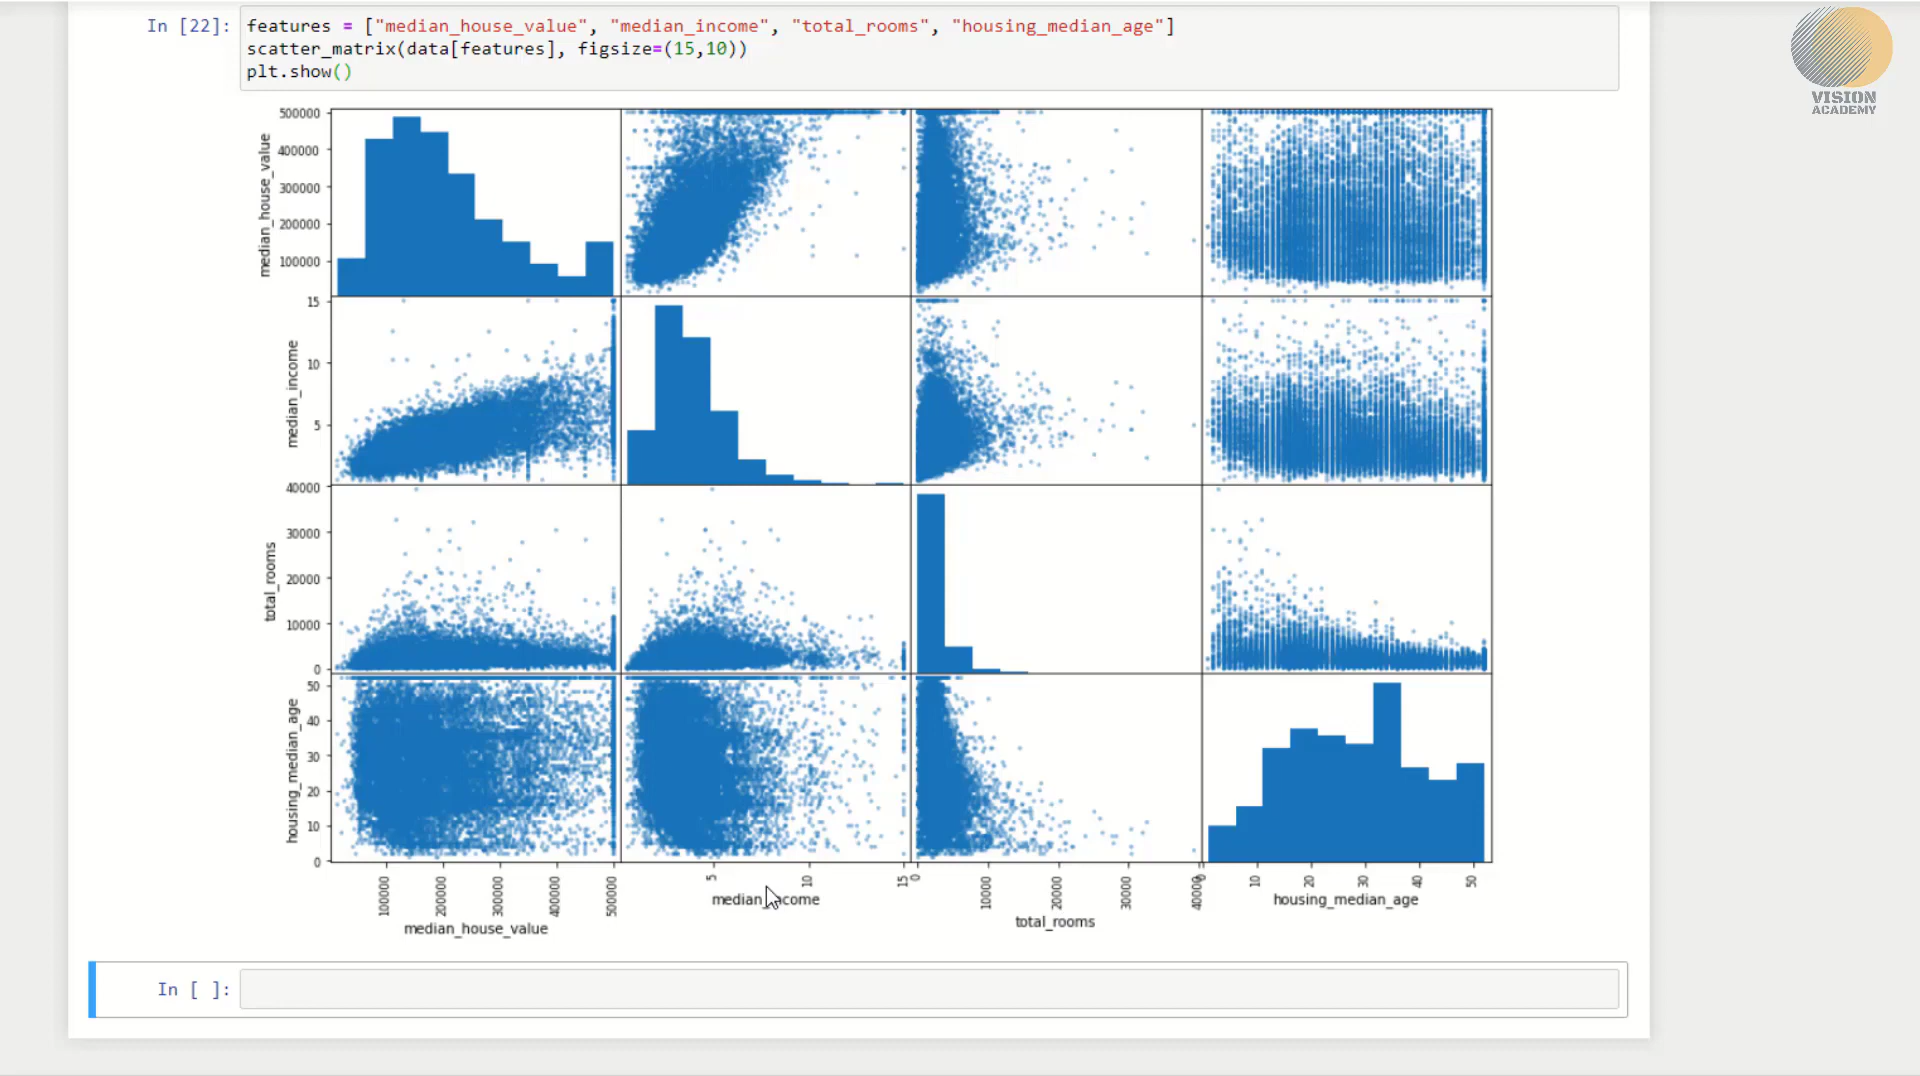 In [22]:
features = ["median_house_value", "median_income", "total_rooms", "housing_median_age"]
scatter_matrix(data[features], figsize=(15,10))
plt.show()
VISION
ACADEMY
median_house_value
500000
400000
300000
200000
100000
median_income
15
10
5
total_rooms
40000
30000
20000
10000
0
housing_median_age
50
40
30
20
10
0
100000
200000
300000
400000
500000
median_house_value
5
10
15
median_income
0
10000
20000
30000
40000
total_rooms
10
20
30
40
50
housing_median_age
In [ ]: